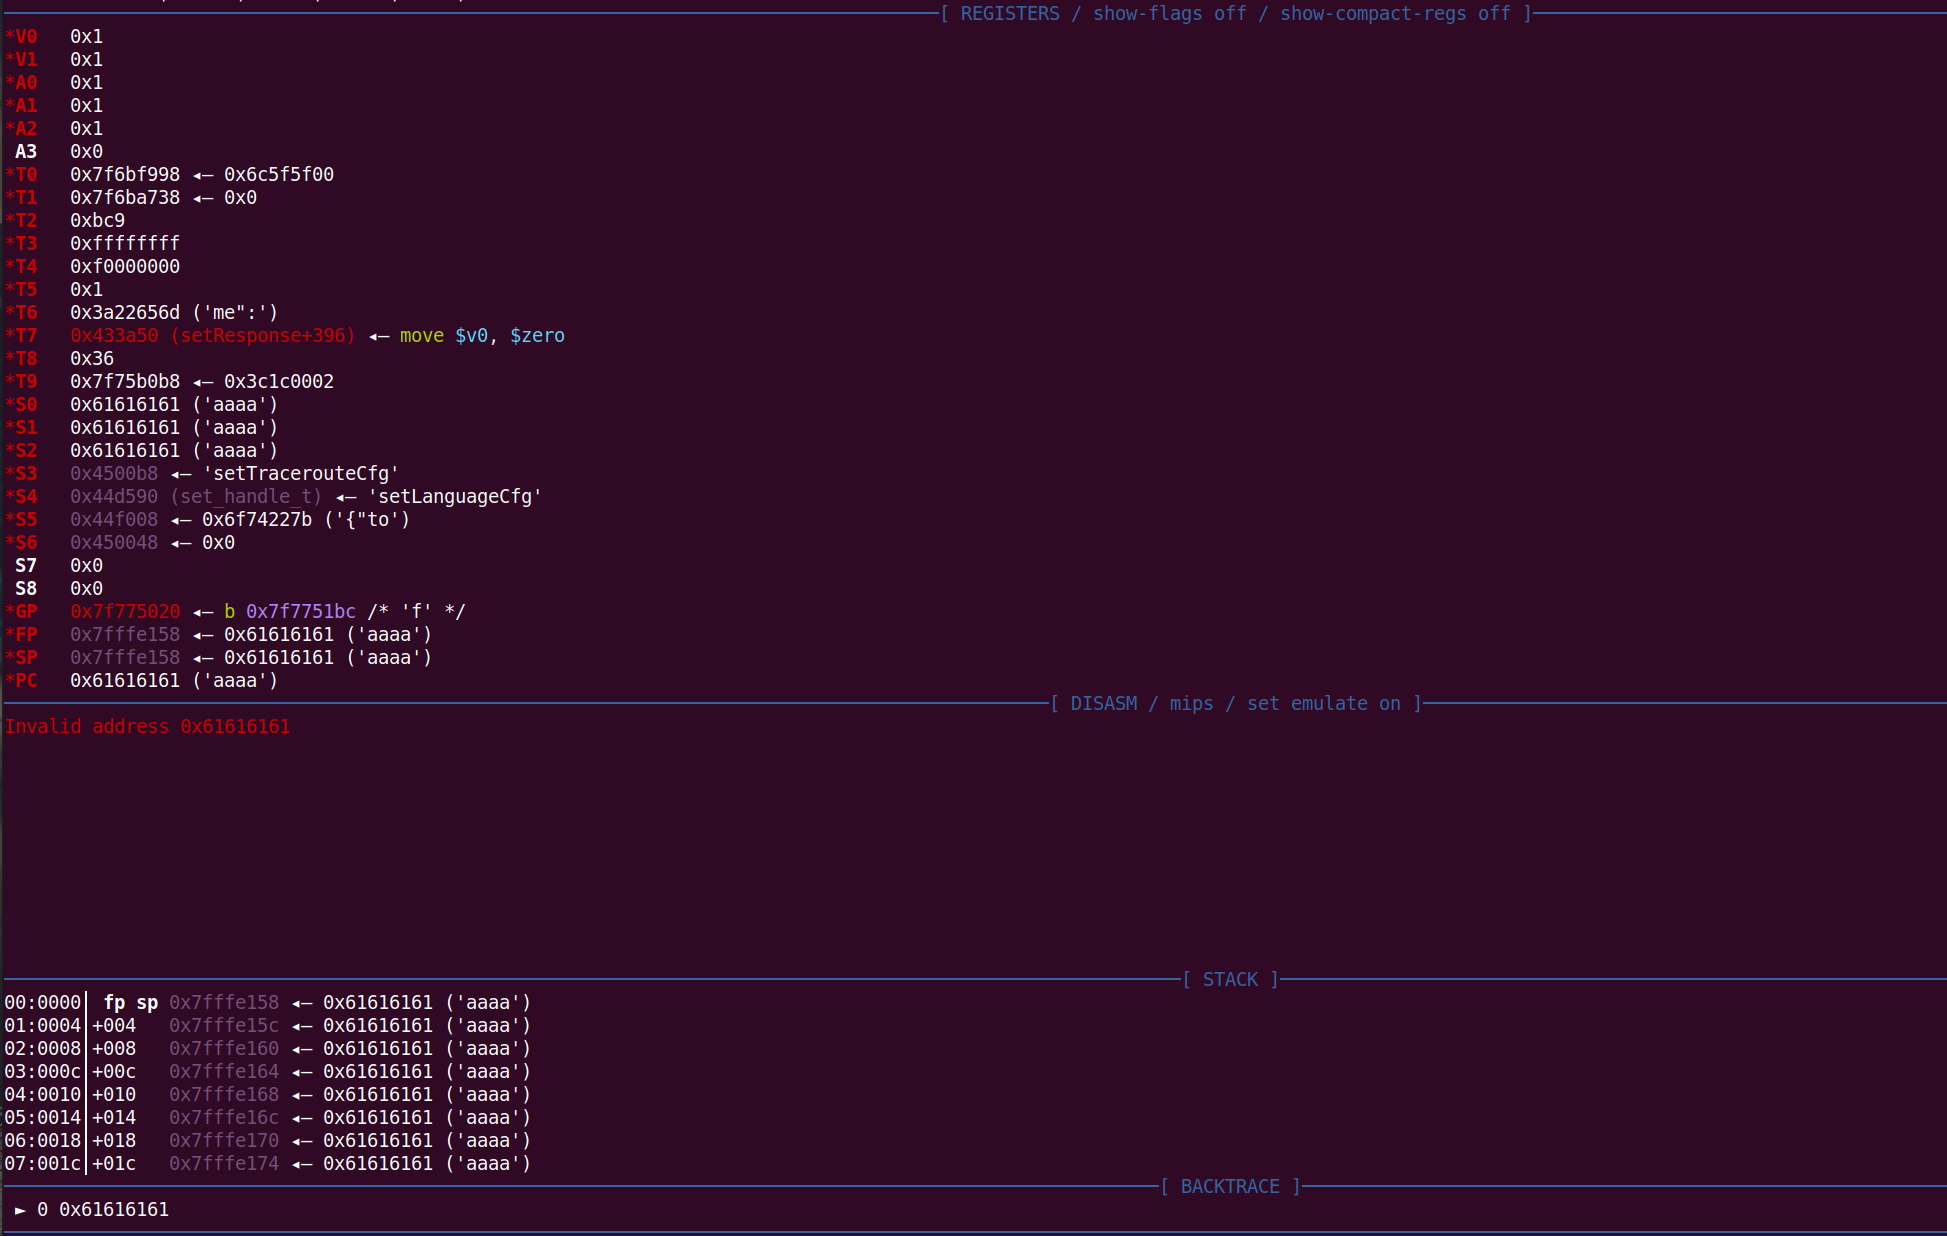 [ REGISTERS / show-flags off / show-compact-regs off ]
*V0   0x1
*V1   0x1
*A0   0x1
*A1   0x1
*A2   0x1
 A3   0x0
*T0   0x7f6bf998 ◂— 0x6c5f5f00
*T1   0x7f6ba738 ◂— 0x0
*T2   0xbc9
*T3   0xffffffff
*T4   0xf0000000
*T5   0x1
*T6   0x3a22656d ('me":')
*T7   0x433a50 (setResponse+396) ◂— move $v0, $zero
*T8   0x36
*T9   0x7f75b0b8 ◂— 0x3c1c0002
*S0   0x61616161 ('aaaa')
*S1   0x61616161 ('aaaa')
*S2   0x61616161 ('aaaa')
*S3   0x4500b8 ◂— 'setTracerouteCfg'
*S4   0x44d590 (set_handle_t) ◂— 'setLanguageCfg'
*S5   0x44f008 ◂— 0x6f74227b ('{"to')
*S6   0x450048 ◂— 0x0
 S7   0x0
 S8   0x0
*GP   0x7f775020 ◂— b 0x7f7751bc /* 'f' */
*FP   0x7fffe158 ◂— 0x61616161 ('aaaa')
*SP   0x7fffe158 ◂— 0x61616161 ('aaaa')
*PC   0x61616161 ('aaaa')
[ DISASM / mips / set emulate on ]
Invalid address 0x61616161
[ STACK ]
00:0000│ fp sp 0x7fffe158 ◂— 0x61616161 ('aaaa')
01:0004│+004   0x7fffe15c ◂— 0x61616161 ('aaaa')
02:0008│+008   0x7fffe160 ◂— 0x61616161 ('aaaa')
03:000c│+00c   0x7fffe164 ◂— 0x61616161 ('aaaa')
04:0010│+010   0x7fffe168 ◂— 0x61616161 ('aaaa')
05:0014│+014   0x7fffe16c ◂— 0x61616161 ('aaaa')
06:0018│+018   0x7fffe170 ◂— 0x61616161 ('aaaa')
07:001c│+01c   0x7fffe174 ◂— 0x61616161 ('aaaa')
[ BACKTRACE ]
► 0 0x61616161